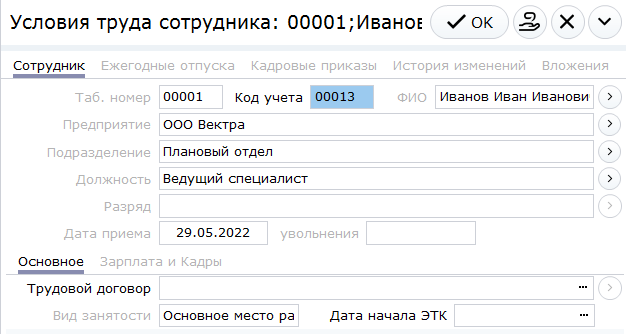 Условия труда сотрудника: 00001;Иванов OK
Сотрудник Ежегодные отпуска Кадровые приказы История изменений Вложения
Таб. номер 00001 Код учета 00013 ФИО Иванов Иван Иванови
Предприятие ООО Вектра
Подразделение Плановый отдел
Должность Ведущий специалист
Разряд
Дата приема 29.05.2022 увольнения
Основное Зарплата и Кадры
Трудовой договор ...
Вид занятости Основное место ра Дата начала ЭТК ...